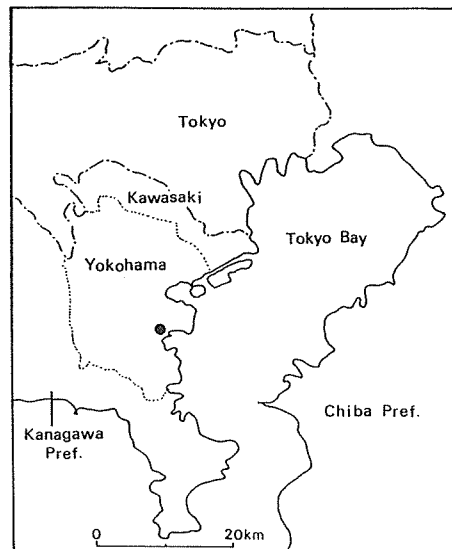 Tokyo
Kawasaki
Tokyo Bay
Yokohama
Chiba Pref.
Kanagawa
Pref.
0 20km